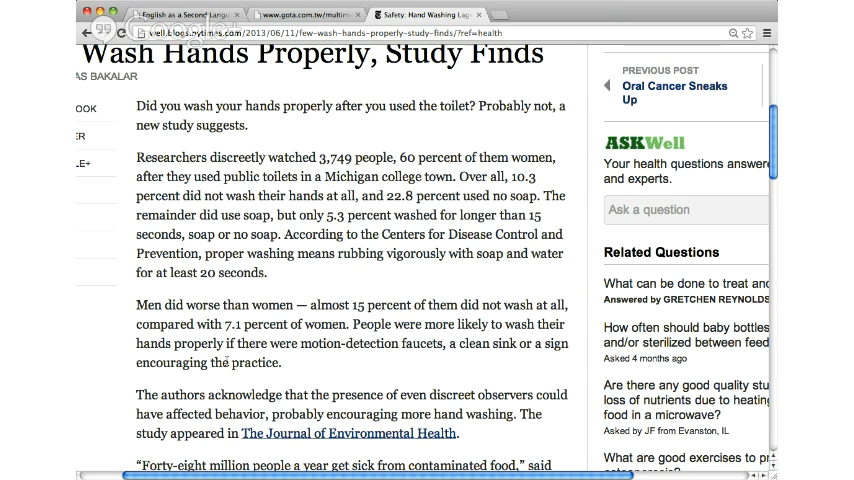 English as a Second Langu
www.gota.com.tw/multim
Safety: Hand Washing Lag
Google+
well.blogs.nytimes.com/2013/06/11/few-wash-hands-properly-study-finds/?ref=health
Wash Hands Properly, Study Finds
AS BAKALAR
OOK
ER
LE+
Did you wash your hands properly after you used the toilet? Probably not, a
new study suggests.
Researchers discreetly watched 3,749 people, 60 percent of them women,
after they used public toilets in a Michigan college town. Over all, 10.3
percent did not wash their hands at all, and 22.8 percent used no soap. The
remainder did use soap, but only 5.3 percent washed for longer than 15
seconds, soap or no soap. According to the Centers for Disease Control and
Prevention, proper washing means rubbing vigorously with soap and water
for at least 20 seconds.
Men did worse than women — almost 15 percent of them did not wash at all,
compared with 7.1 percent of women. People were more likely to wash their
hands properly if there were motion-detection faucets, a clean sink or a sign
encouraging the practice.
The authors acknowledge that the presence of even discreet observers could
have affected behavior, probably encouraging more hand washing. The
study appeared in The Journal of Environmental Health.
“Forty-eight million people a year get sick from contaminated food,” said
PREVIOUS POST
Oral Cancer Sneaks
Up
ASKWell
Your health questions answere
and experts.
Ask a question
Related Questions
What can be done to treat and
Answered by GRETCHEN REYNOLDS
How often should baby bottles
and/or sterilized between feed
Asked 4 months ago
Are there any good quality stu
loss of nutrients due to heating
food in a microwave?
Asked by JF from Evanston, IL
What are good exercises to pr